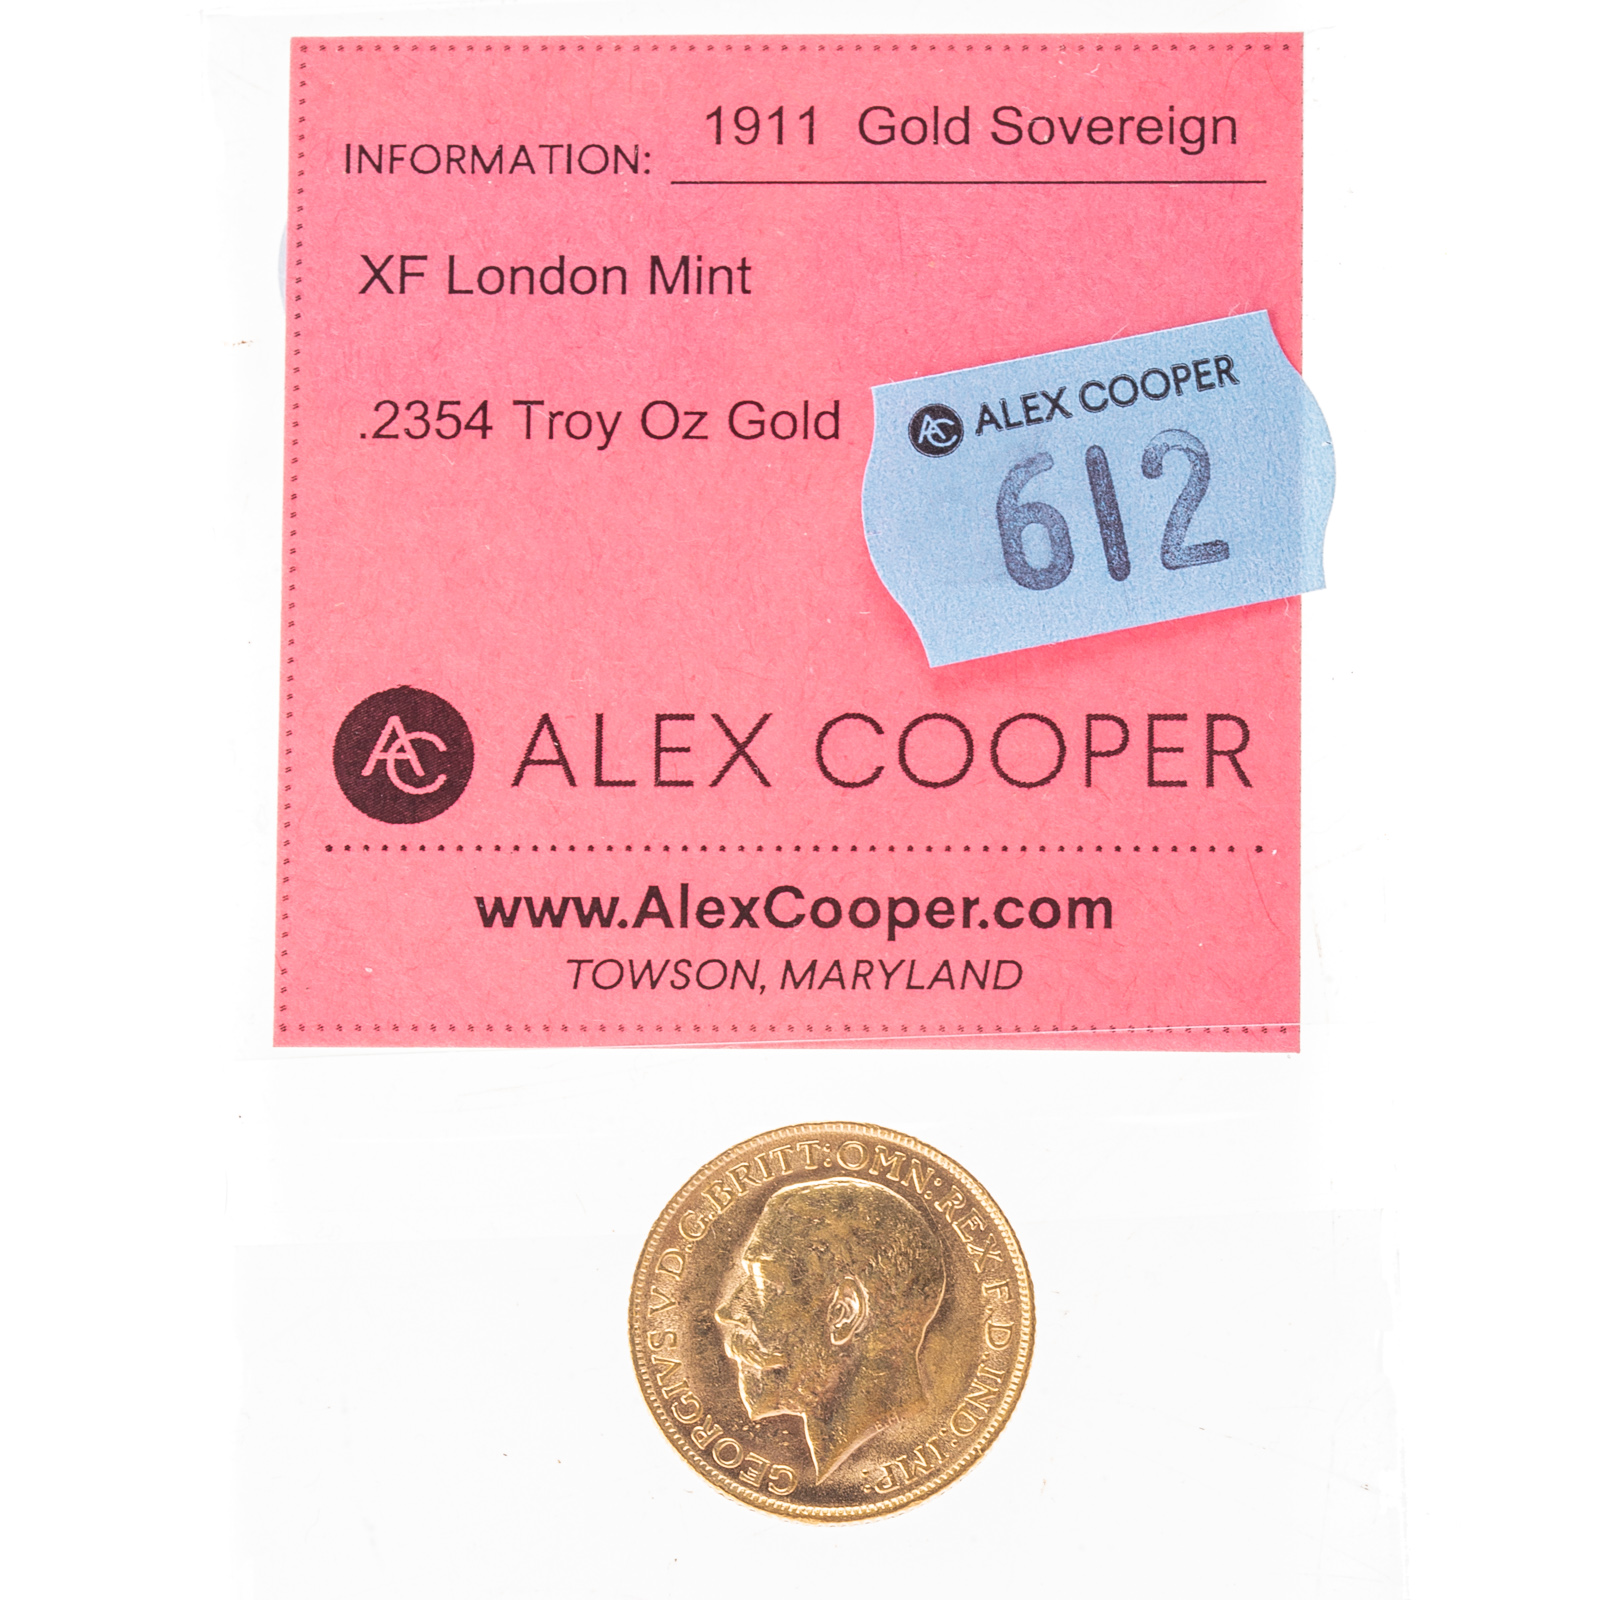 INFORMATION: 1911 Gold Sovereign
XF London Mint
.2354 Troy Oz Gold
AC ALEX COOPER
612
AC ALEX COOPER
www.AlexCooper.com
TOWSON, MARYLAND
GEORGIVS V D.G.BRITT:OMN:REX F.D.IND:IMP: